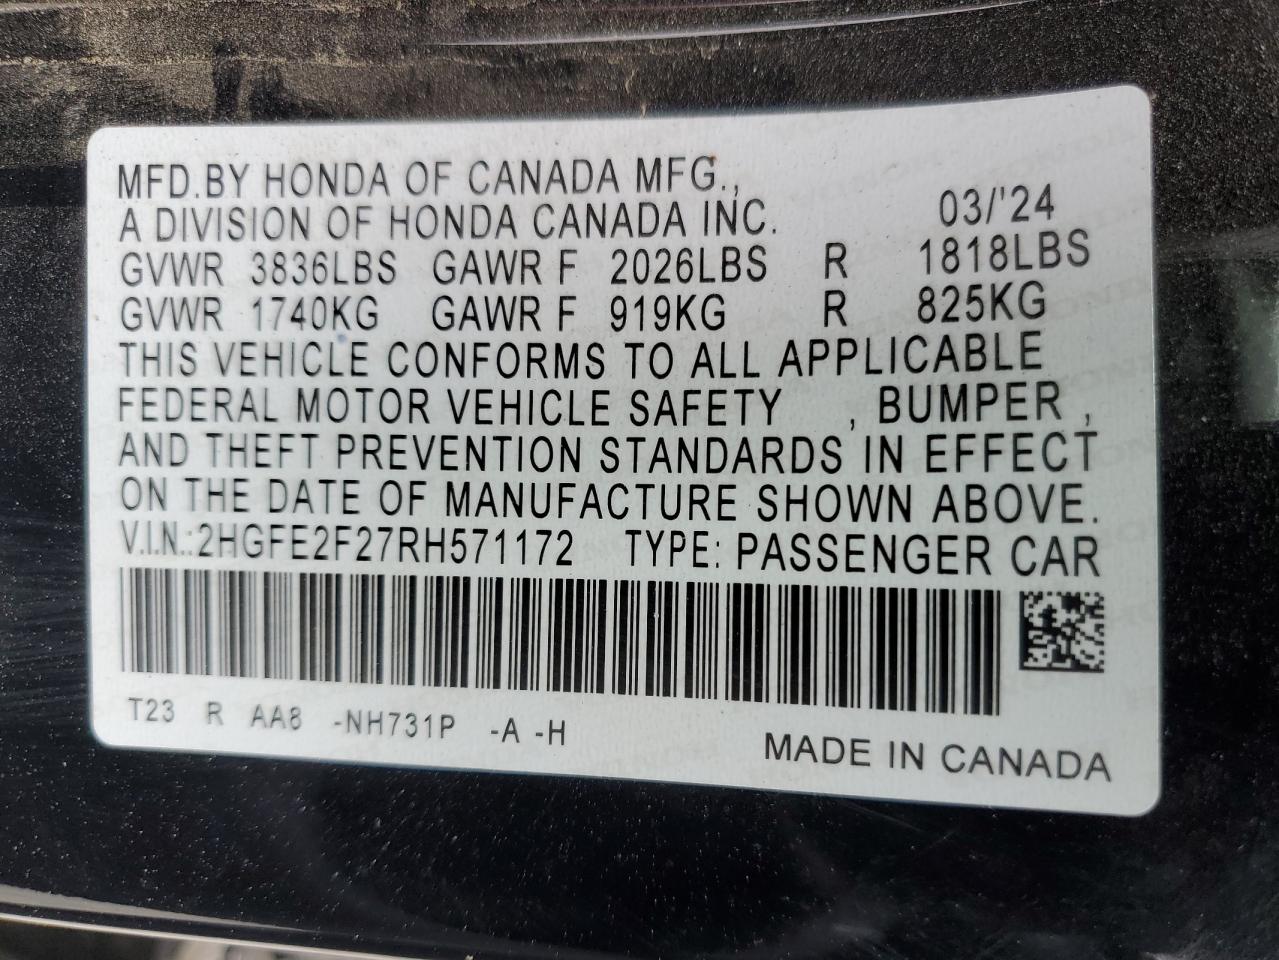 MFD.BY HONDA OF CANADA MFG.,
A DIVISION OF HONDA CANADA INC. 03/'24
GVWR 3836LBS GAWR F 2026LBS R 1818LBS
GVWR 1740KG GAWR F 919KG R 825KG
THIS VEHICLE CONFORMS TO ALL APPLICABLE
FEDERAL MOTOR VEHICLE SAFETY , BUMPER ,
AND THEFT PREVENTION STANDARDS IN EFFECT
ON THE DATE OF MANUFACTURE SHOWN ABOVE.
V.I.N.:2HGFE2F27RH571172 TYPE: PASSENGER CAR
T23 R AA8 -NH731P -A -H
MADE IN CANADA